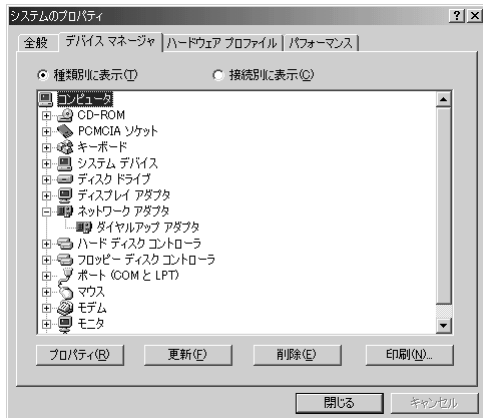 システムのプロパティ
全般 デバイス マネージャ ハードウェア プロファイル パフォーマンス
種類別に表示(T) 接続別に表示(C)
コンピュータ
CD-ROM
PCMCIA ソケット
キーボード
システム デバイス
ディスク ドライブ
ディスプレイ アダプタ
ネットワーク アダプタ
ダイヤルアップ アダプタ
ハード ディスク コントローラ
フロッピー ディスク コントローラ
ポート (COM と LPT)
マウス
モデム
モニタ
プロパティ(R) 更新(F) 削除(E) 印刷(N)...
閉じる キャンセル